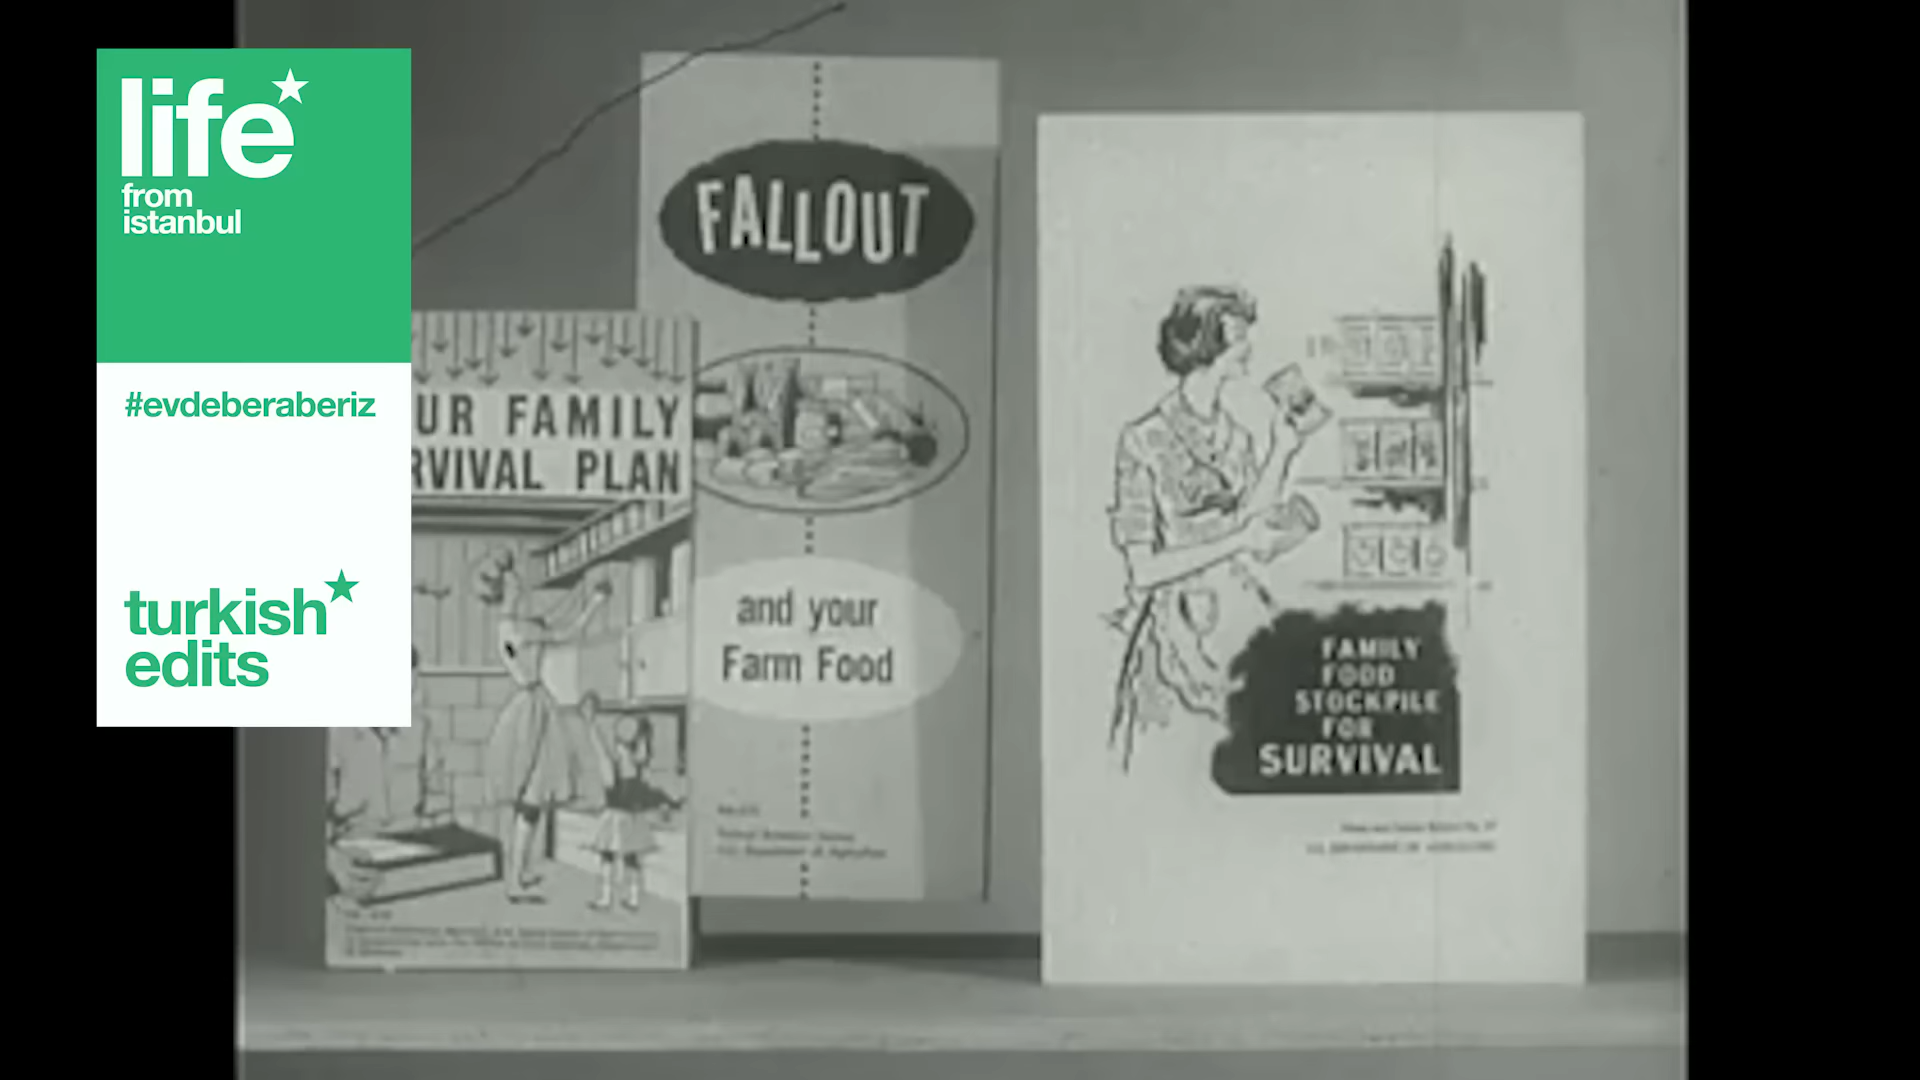 life
from
istanbul
#evdeberaberiz
turkish
edits
UR FAMILY
RVIVAL PLAN
FALLOUT
and your
Farm Food
FAMILY
FOOD
STOCKPILE
FOR
SURVIVAL